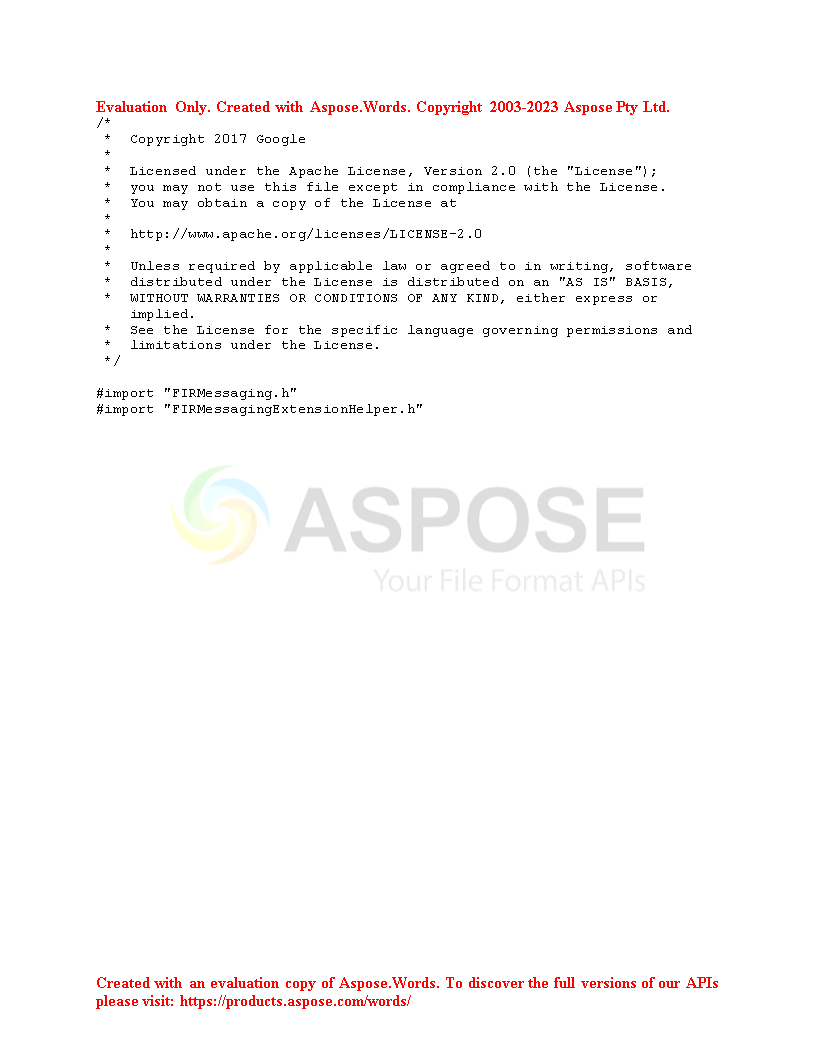 Evaluation Only. Created with Aspose.Words. Copyright 2003-2023 Aspose Pty Ltd.
/*
 * Copyright 2017 Google
 *
 * Licensed under the Apache License, Version 2.0 (the "License");
 * you may not use this file except in compliance with the License.
 * You may obtain a copy of the License at
 *
 * http://www.apache.org/licenses/LICENSE-2.0
 *
 * Unless required by applicable law or agreed to in writing, software
 * distributed under the License is distributed on an "AS IS" BASIS,
 * WITHOUT WARRANTIES OR CONDITIONS OF ANY KIND, either express or
   implied.
 * See the License for the specific language governing permissions and
 * limitations under the License.
 */
#import "FIRMessaging.h"
#import "FIRMessagingExtensionHelper.h"
ASPOSE
Your File Format APIs
Created with an evaluation copy of Aspose.Words. To discover the full versions of our APIs
please visit: https://products.aspose.com/words/